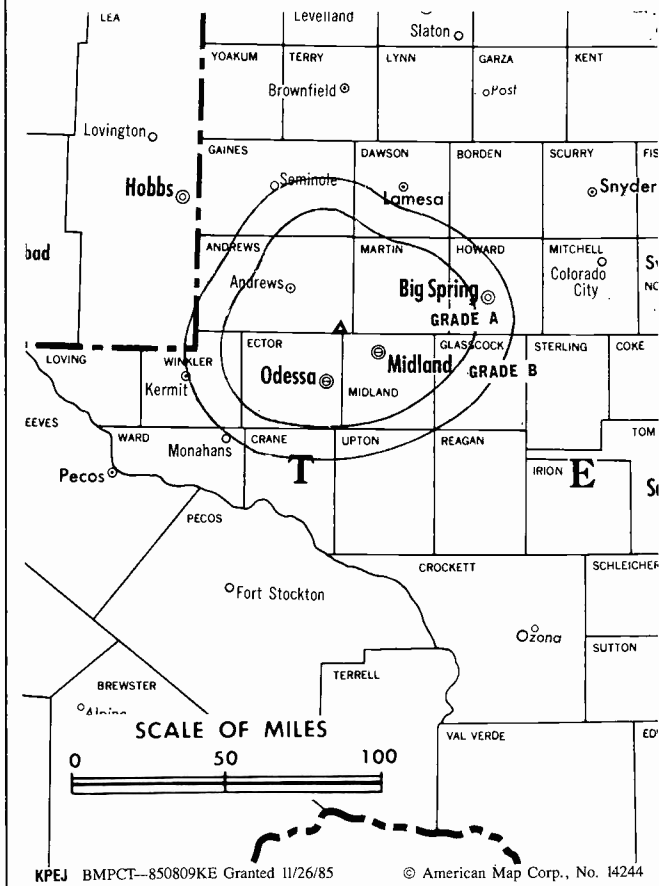 LEA
Levelland
Slaton
YOAKUM TERRY LYNN GARZA KENT
Brownfield
Post
Lovington
GAINES DAWSON BORDEN SCURRY FIS
Seminole
Lamesa
Snyder
Hobbs
bad
ANDREWS MARTIN HOWARD MITCHELL
Colorado
City
Andrews
Big Spring
GRADE A
LOVING WINKLER ECTOR GLASSCOCK STERLING COKE
Kermit
Odessa
Midland
GRADE B
MIDLAND
EEVES
WARD
Monahans
CRANE UPTON REAGAN TOM
Pecos
T
IRION
E
PECOS
CROCKETT SCHLEICHER
Fort Stockton
Ozona
SUTTON
TERRELL
BREWSTER
SCALE OF MILES
0 50 100
VAL VERDE
KPEJ BMPCT—850809KE Granted 11/26/85 © American Map Corp., No. 14244